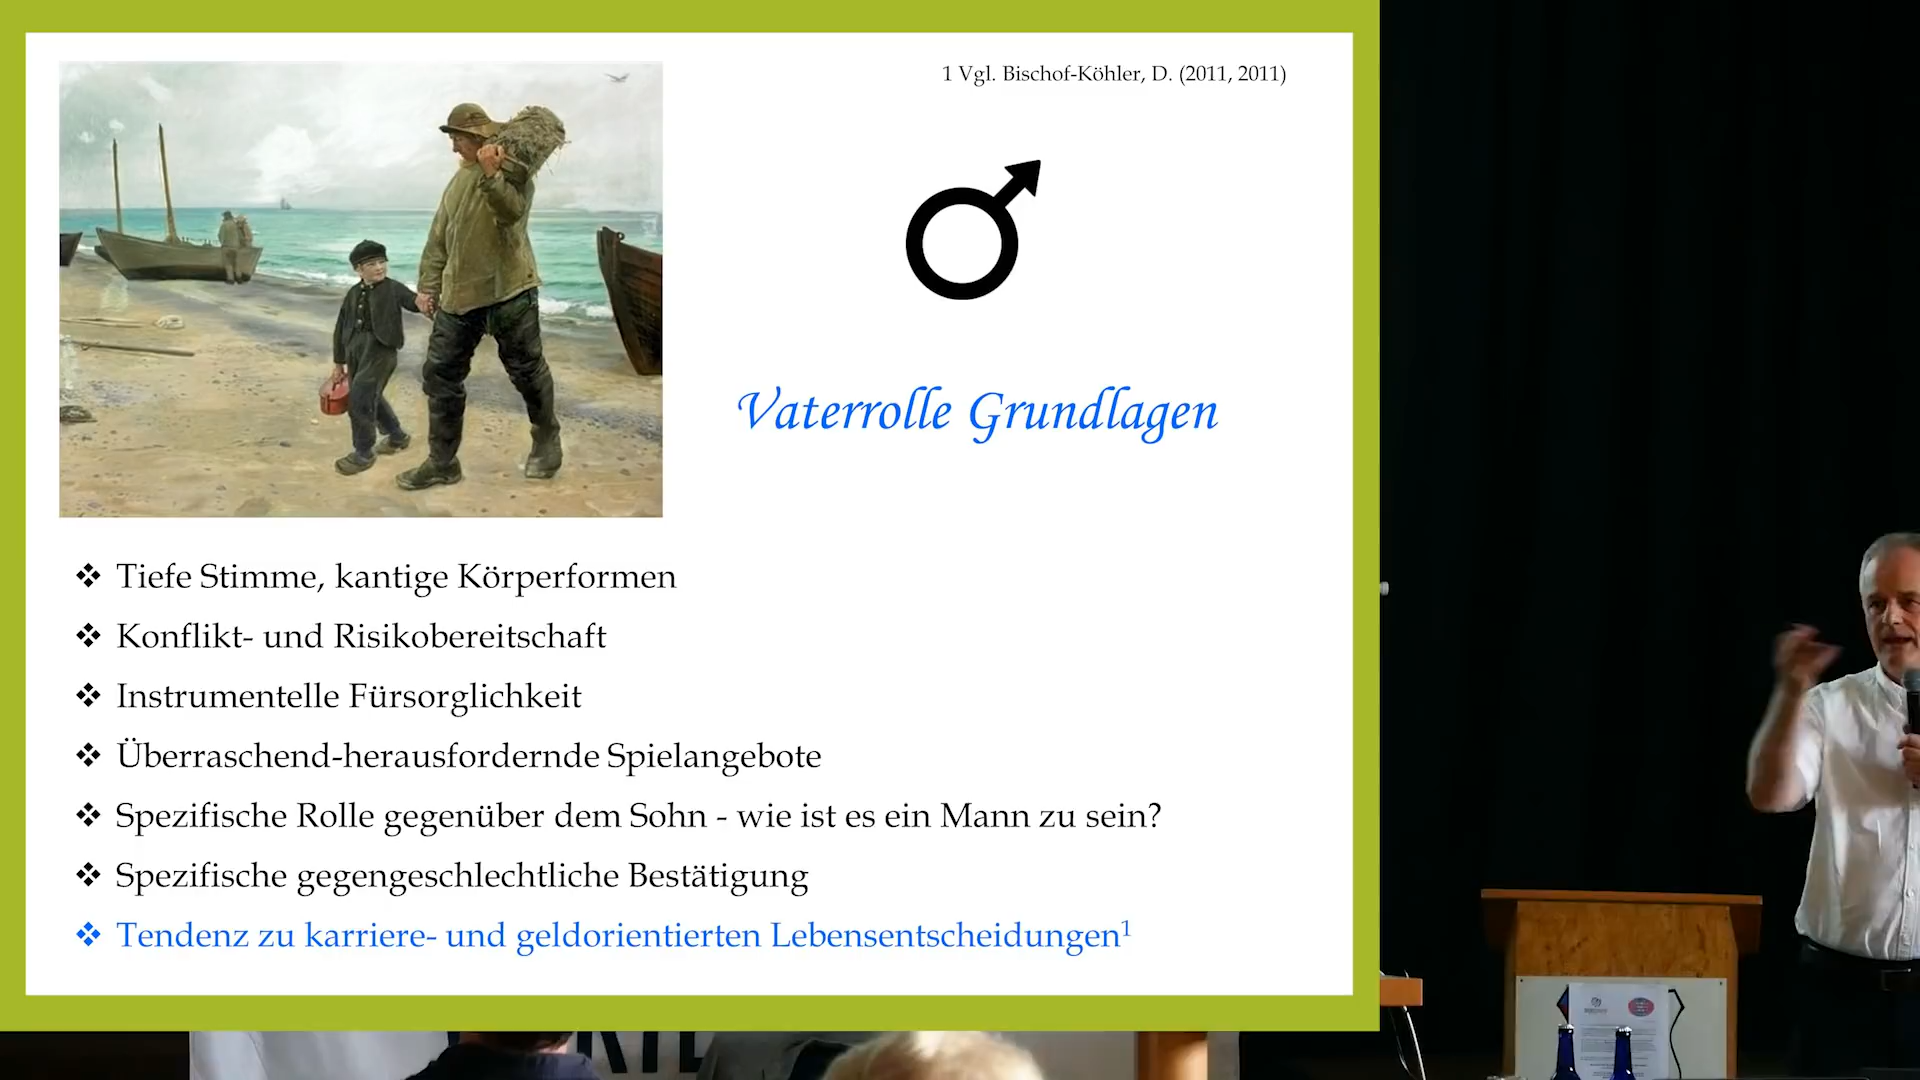 1 Vgl. Bischof-Köhler, D. (2011, 2011)
Vaterrolle Grundlagen
Tiefe Stimme, kantige Körperformen
Konflikt- und Risikobereitschaft
Instrumentelle Fürsorglichkeit
Überraschend-herausfordernde Spielangebote
Spezifische Rolle gegenüber dem Sohn - wie ist es ein Mann zu sein?
Spezifische gegengeschlechtliche Bestätigung
Tendenz zu karriere- und geldorientierten Lebensentscheidungen¹